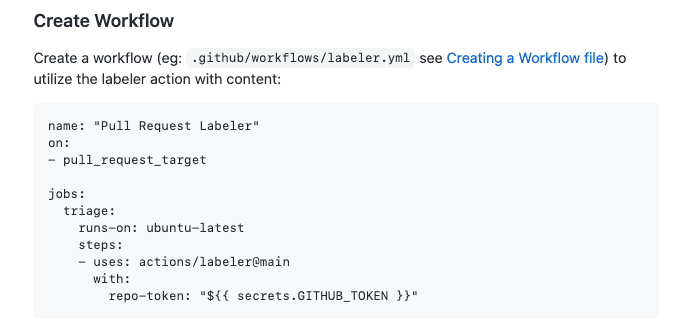 Create Workflow
Create a workflow (eg: .github/workflows/labeler.yml see Creating a Workflow file) to
utilize the labeler action with content:
name: "Pull Request Labeler"
on:
- pull_request_target
jobs:
  triage:
    runs-on: ubuntu-latest
    steps:
    - uses: actions/labeler@main
      with:
        repo-token: "${{ secrets.GITHUB_TOKEN }}"